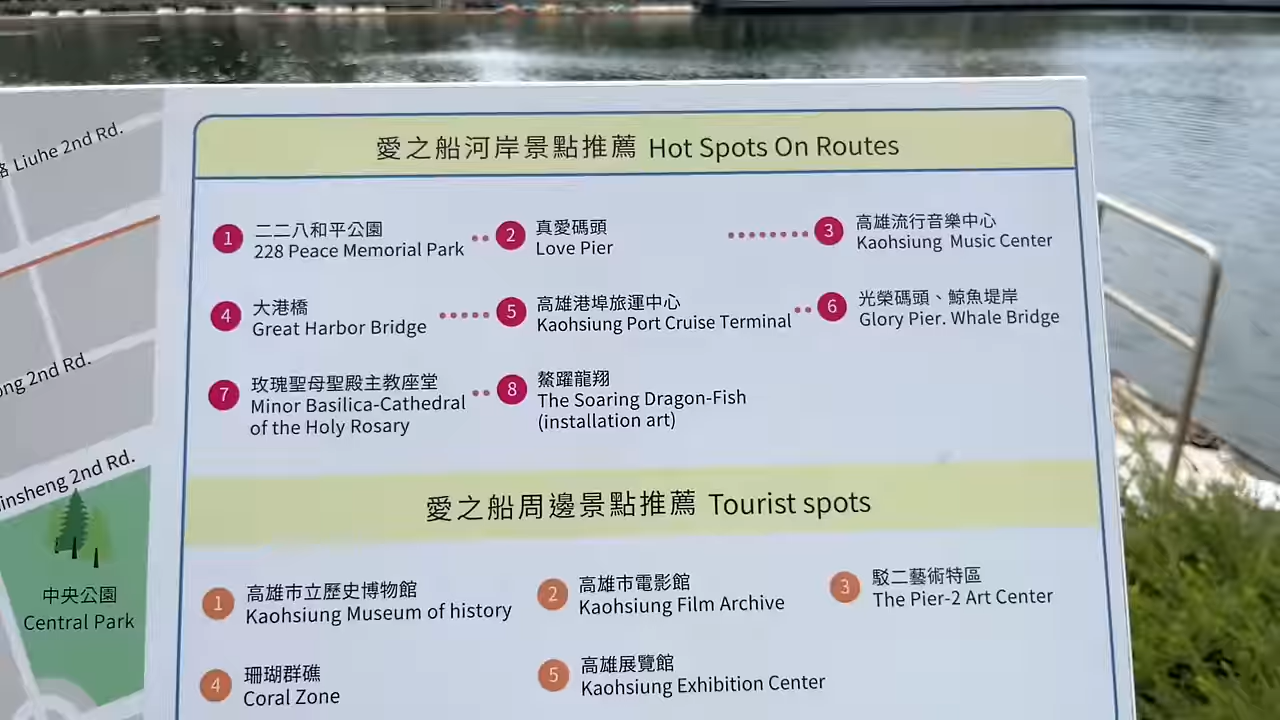 路 Liuhe 2nd Rd.
2nd Rd.
2nd Rd.
中央公園
Central Park
愛之船河岸景點推薦 Hot Spots On Routes
1 二二八和平公園
228 Peace Memorial Park
2 真愛碼頭
Love Pier
3 高雄流行音樂中心
Kaohsiung Music Center
4 大港橋
Great Harbor Bridge
5 高雄港埠旅運中心
Kaohsiung Port Cruise Terminal
6 光榮碼頭、鯨魚堤岸
Glory Pier. Whale Bridge
7 玫瑰聖母聖殿主教座堂
Minor Basilica-Cathedral
of the Holy Rosary
8 鰲躍龍翔
The Soaring Dragon-Fish
(installation art)
愛之船周邊景點推薦 Tourist spots
1 高雄市立歷史博物館
Kaohsiung Museum of history
2 高雄市電影館
Kaohsiung Film Archive
3 駁二藝術特區
The Pier-2 Art Center
4 珊瑚群礁
Coral Zone
5 高雄展覽館
Kaohsiung Exhibition Center